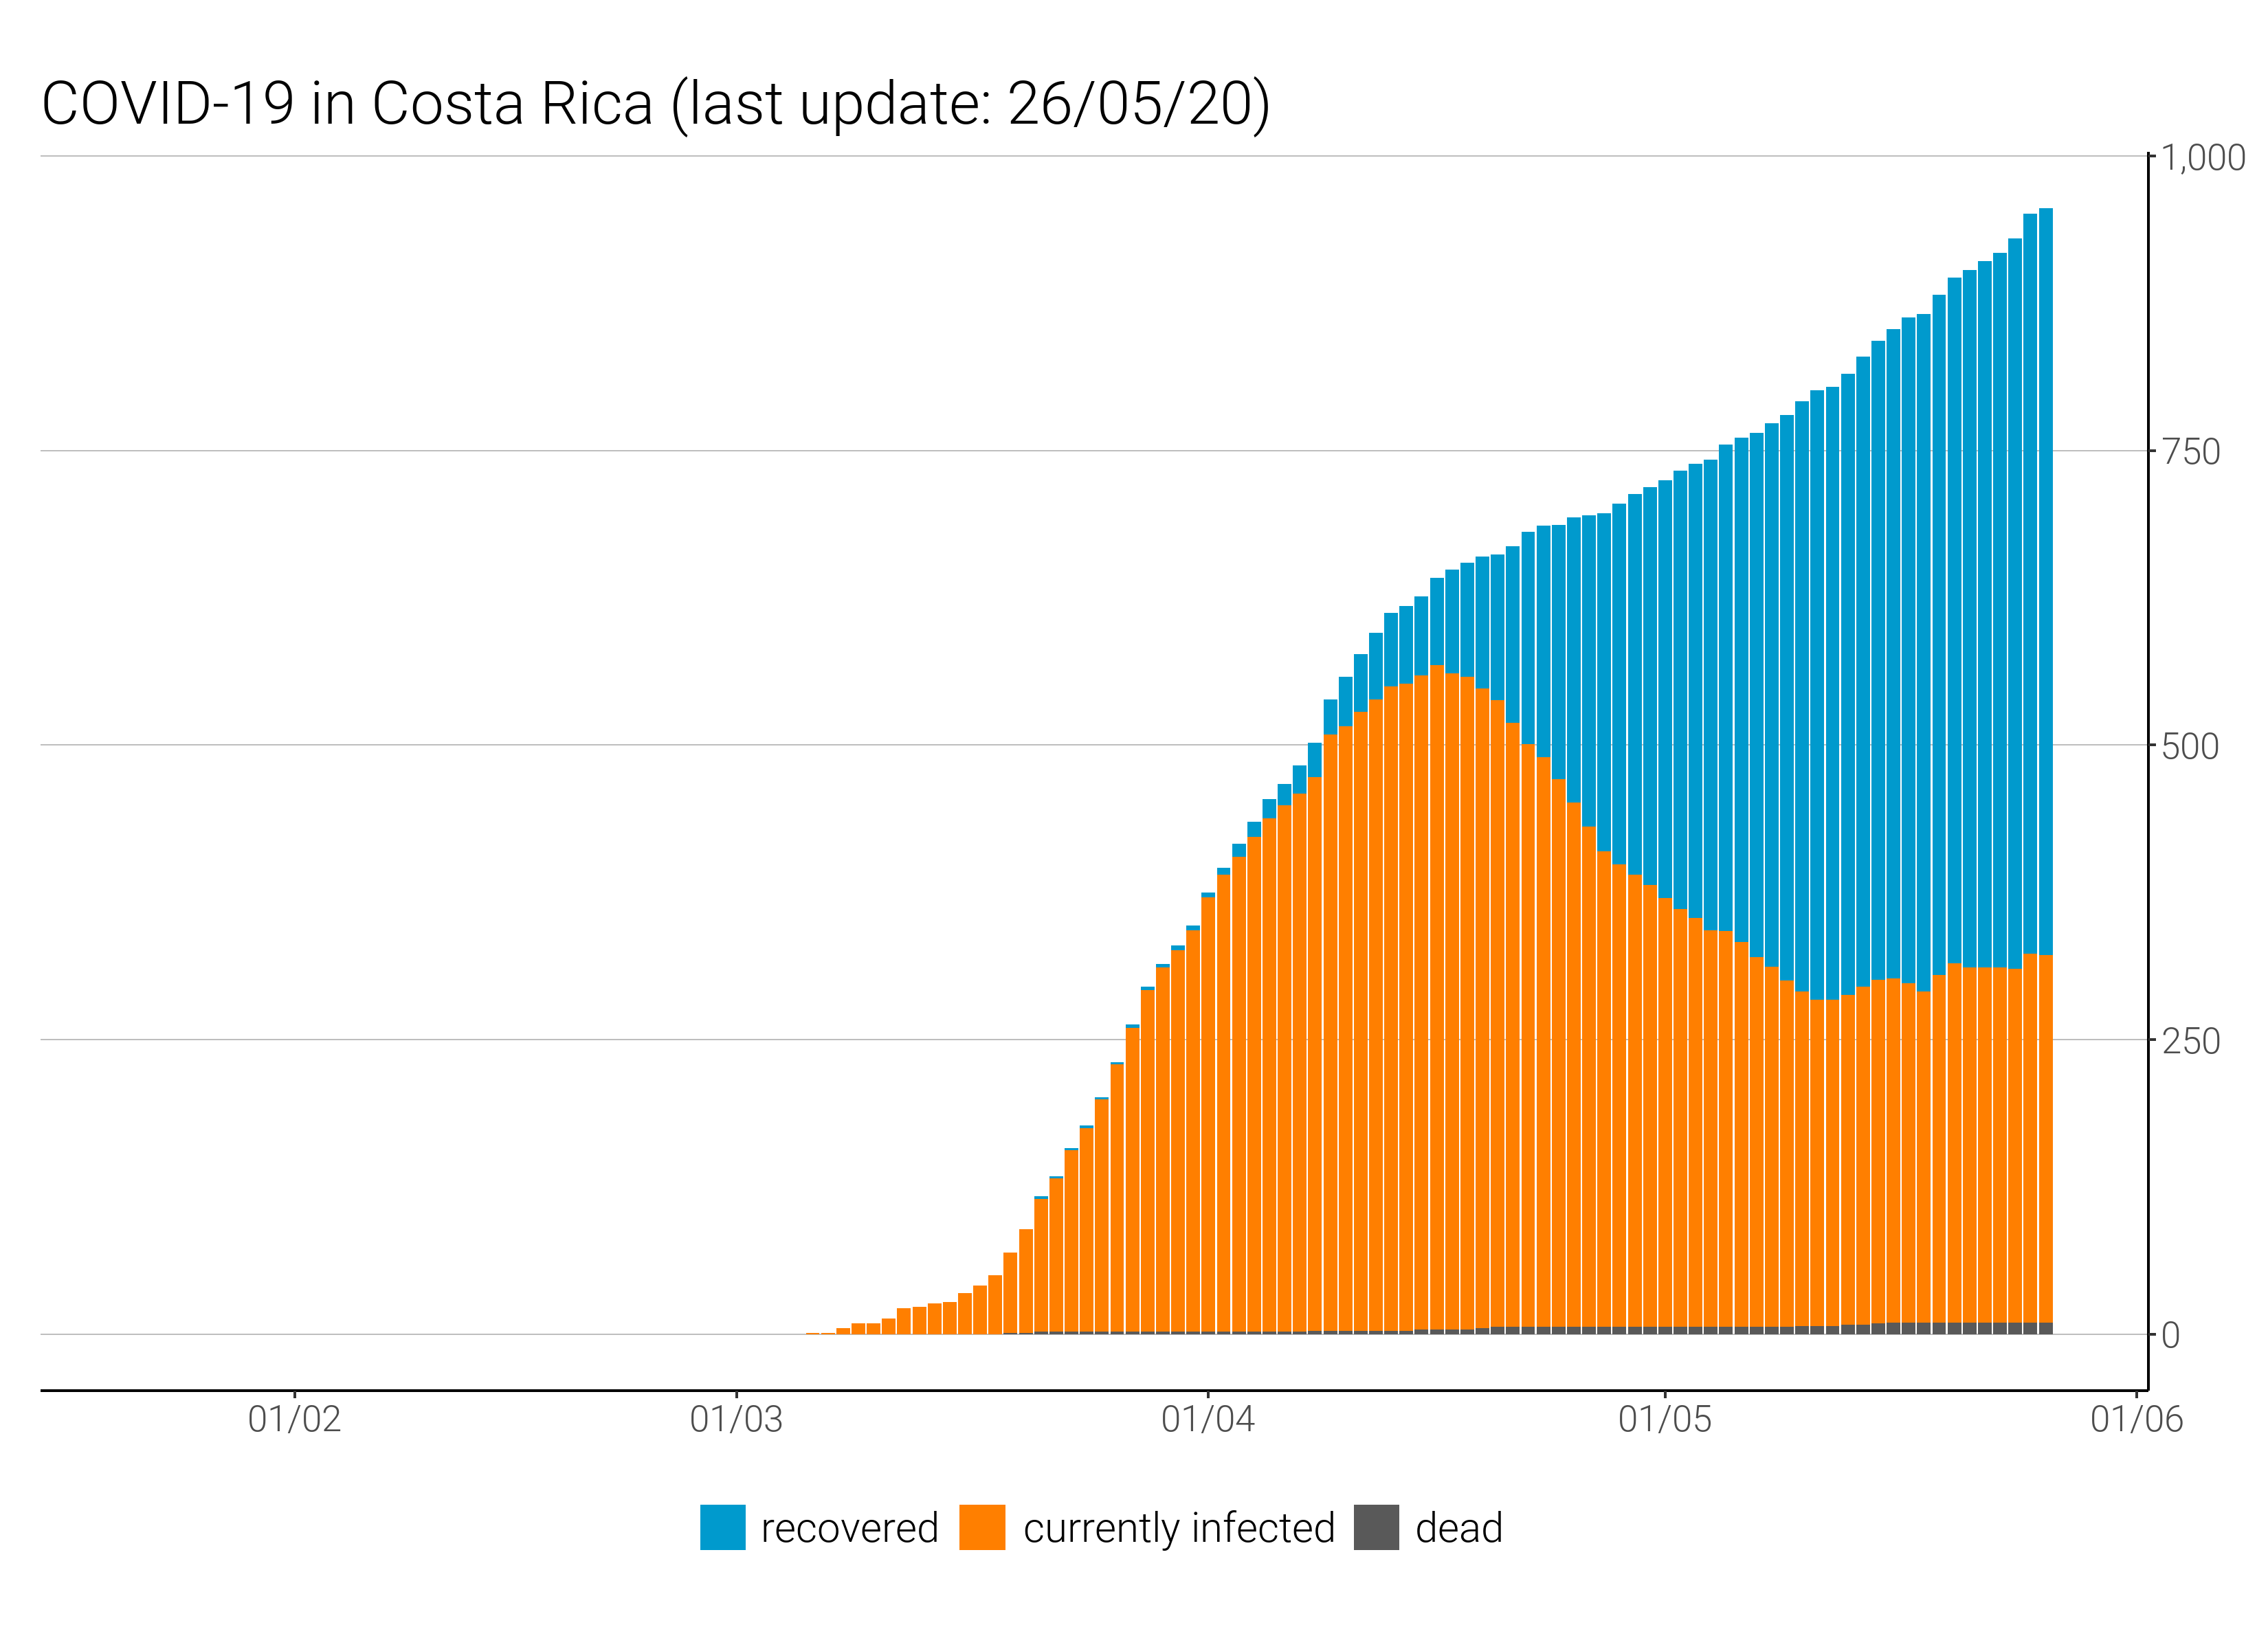 COVID-19 in Costa Rica (last update: 26/05/20)
1,000
750
500
250
0
01/02 01/03 01/04 01/05 01/06
recovered currently infected dead